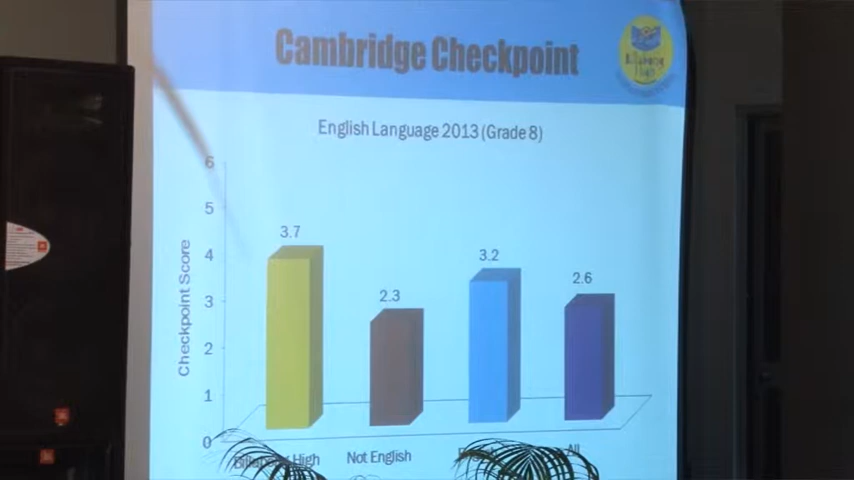 Cambridge Checkpoint
English Language 2013 (Grade 8)
Checkpoint Score
6
5
4
3
2
1
0
3.7
2.3
3.2
2.6
High
Not English
All